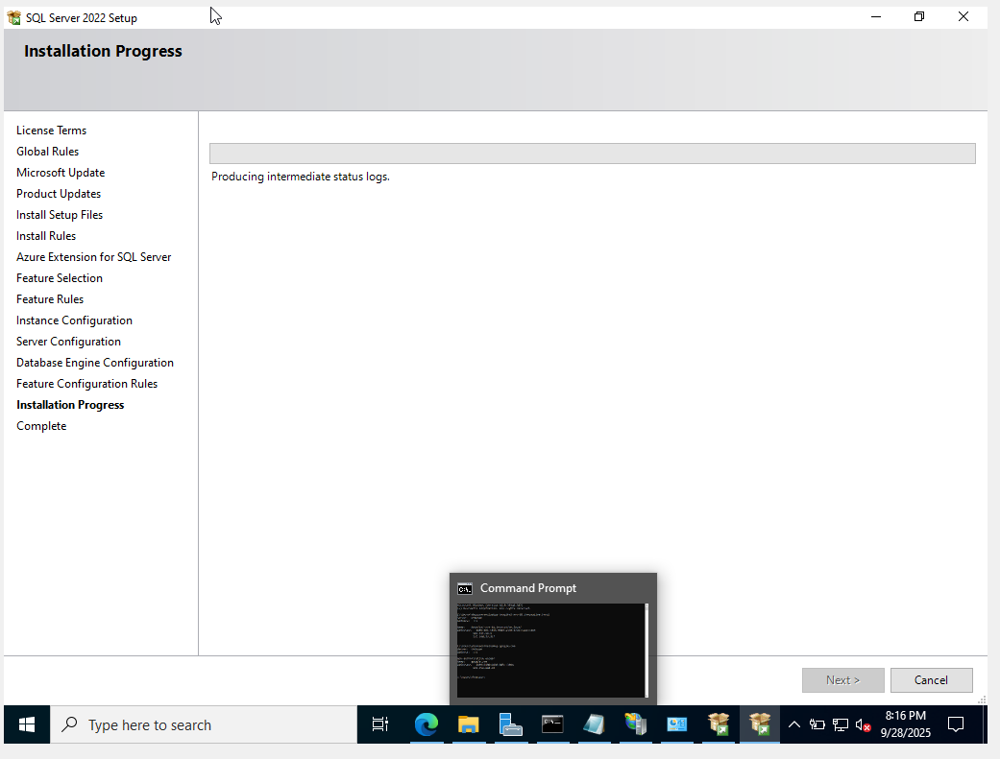 SQL Server 2022 Setup
Installation Progress
License Terms
Global Rules
Microsoft Update
Product Updates
Install Setup Files
Install Rules
Azure Extension for SQL Server
Feature Selection
Feature Rules
Instance Configuration
Server Configuration
Database Engine Configuration
Feature Configuration Rules
Installation Progress
Complete
Producing intermediate status logs.
Command Prompt
Next >
Cancel
Type here to search
8:16 PM
9/28/2025